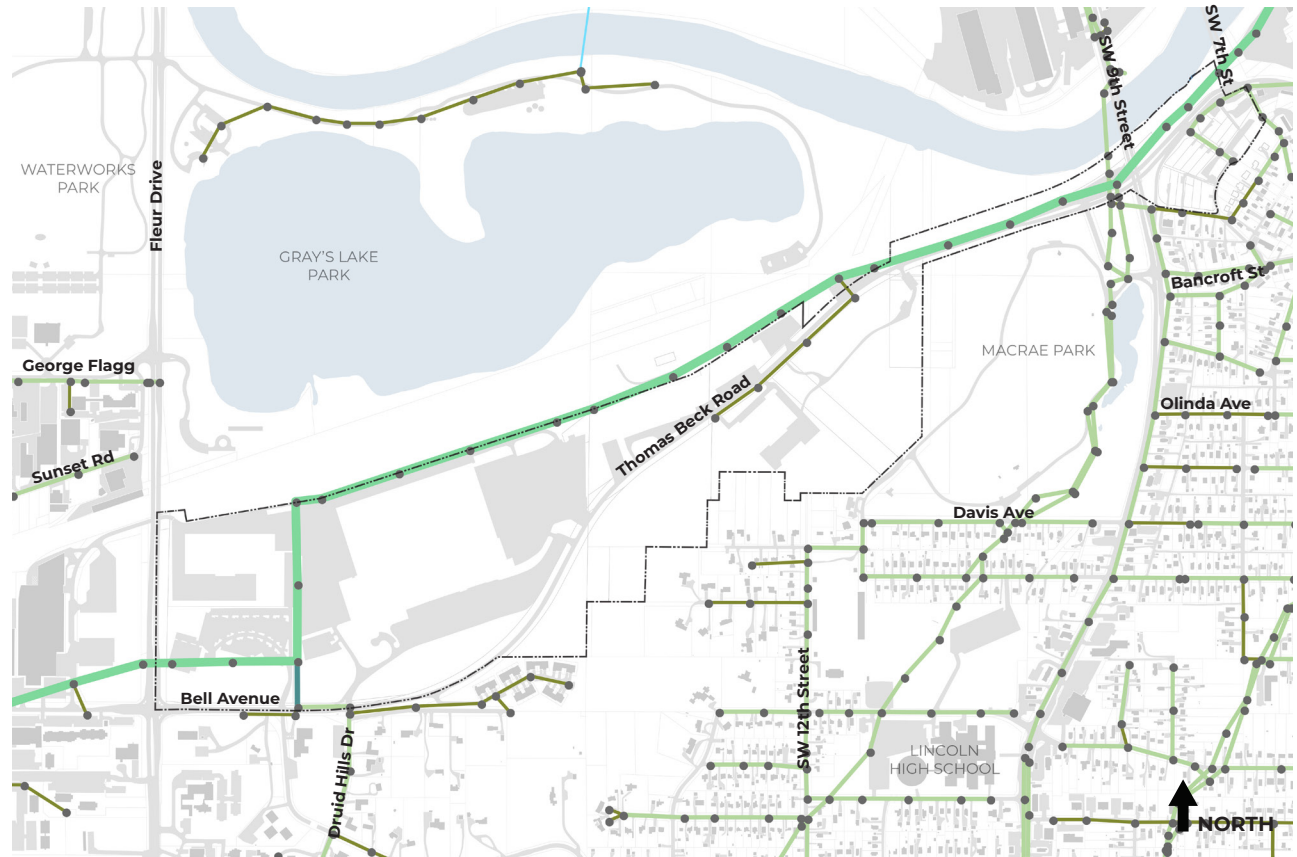 SW 7th St
SW 9th Street
WATERWORKS
PARK
Fleur Drive
GRAY'S LAKE
PARK
Bancroft St
MACRAE PARK
George Flagg
Thomas Beck Road
Olinda Ave
Sunset Rd
Davis Ave
Bell Avenue
SW 12th Street
Druid Hills Dr
LINCOLN
HIGH SCHOOL
NORTH